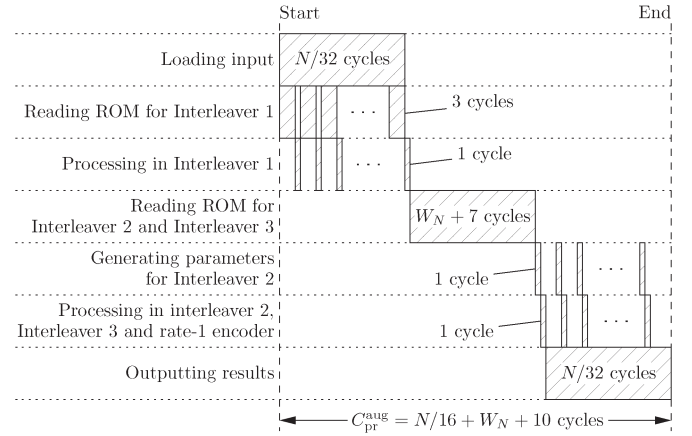 Start End
Loading input N/32 cycles
Reading ROM for Interleaver 1 . . . 3 cycles
Processing in Interleaver 1 . . . 1 cycle
Reading ROM for
Interleaver 2 and Interleaver 3 W_N + 7 cycles
Generating parameters
for Interleaver 2 1 cycle . . .
Processing in interleaver 2,
Interleaver 3 and rate-1 encoder 1 cycle . . .
Outputting results N/32 cycles
C_pr^aug = N/16 + W_N + 10 cycles